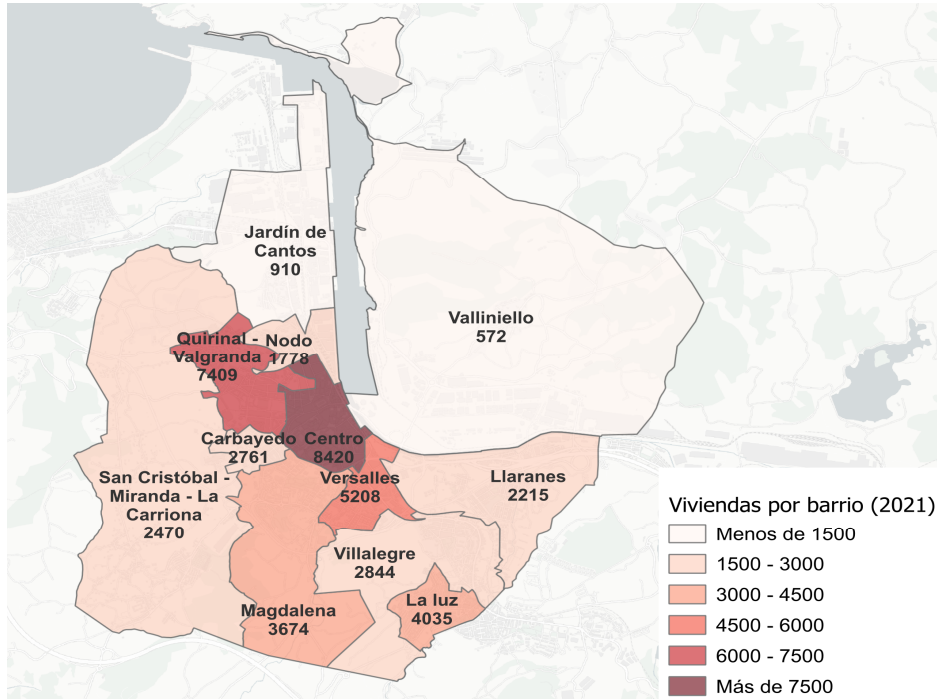 Jardín de
Cantos
910
Valliniello
572
Quirinal -
Valgranda
7409
Nodo
1778
Carbayedo
2761
Centro
8420
San Cristóbal -
Miranda - La
Carriona
2470
Versalles
5208
Llaranes
2215
Villalegre
2844
La luz
4035
Magdalena
3674
Viviendas por barrio (2021)
Menos de 1500
1500 - 3000
3000 - 4500
4500 - 6000
6000 - 7500
Más de 7500